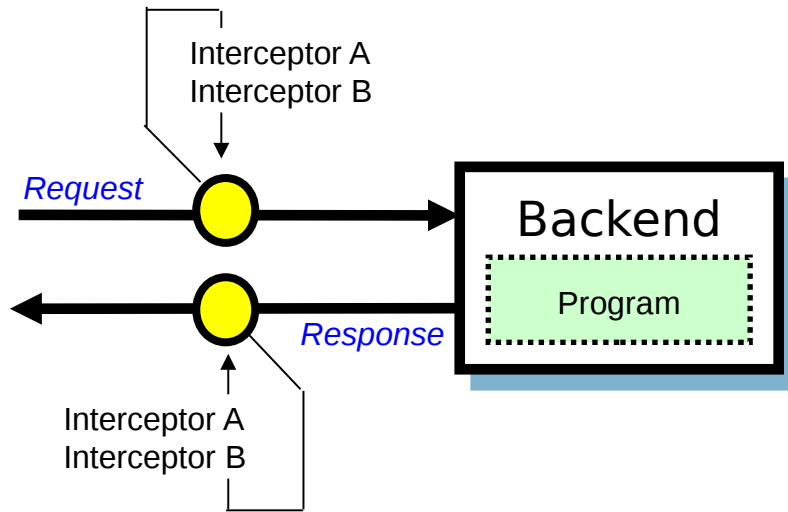 Interceptor A
Interceptor B
Request
Backend
Program
Response
Interceptor A
Interceptor B